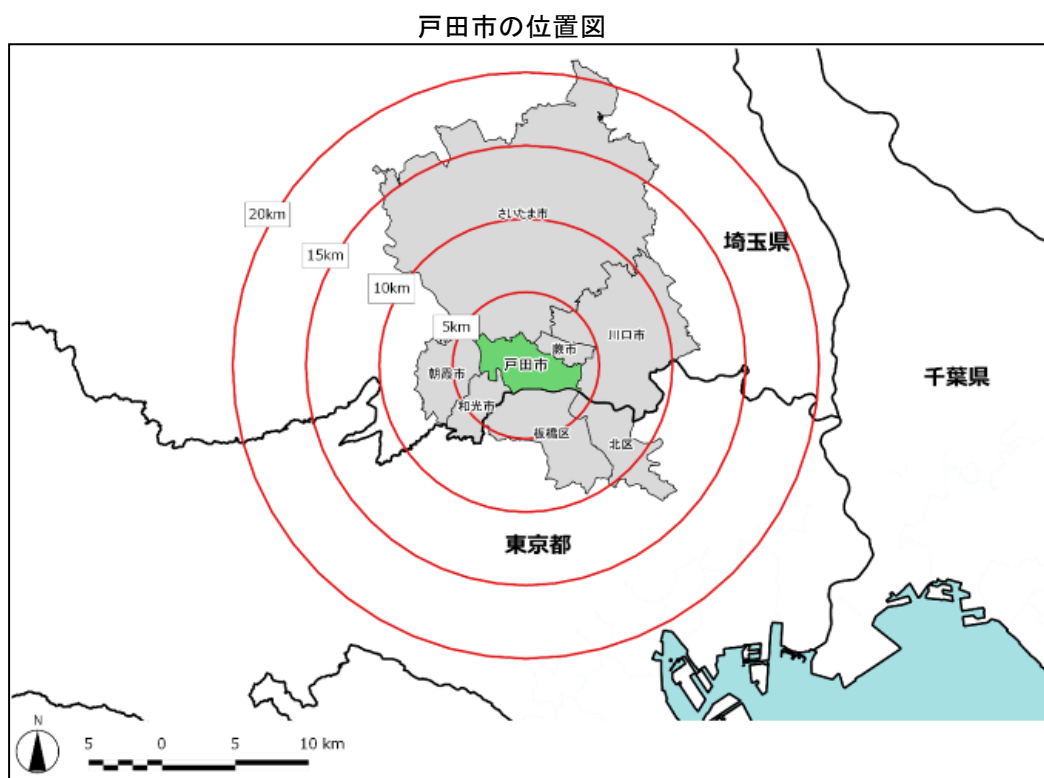 戸田市の位置図
20km
さいたま市
埼玉県
15km
10km
5km
川口市
蕨市
戸田市
朝霞市
千葉県
和光市
板橋区
北区
東京都
N
5 0 5 10 km